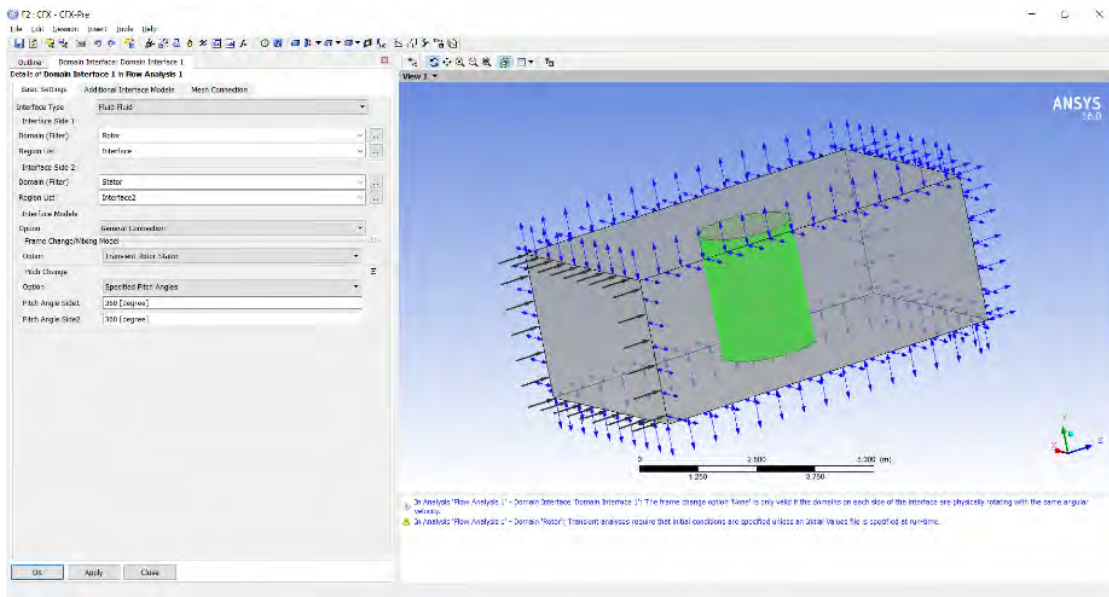 F2 : CFX - CFX-Pre
File Edit Session Insert Tools Help
Outline Domain Interface: Domain Interface 1
Details of Domain Interface 1 in Flow Analysis 1
Basic Settings Additional Interface Models Mesh Connection
Interface Type Fluid Fluid
Interface Side 1
Domain (Filter) Rotor
Region List Interface
Interface Side 2
Domain (Filter) Stator
Region List Interface2
Interface Models
Option General Connection
Frame Change/Mixing Model
Option Transient Rotor Stator
Pitch Change
Option Specified Pitch Angles
Pitch Angle Side1 360 [degree]
Pitch Angle Side2 360 [degree]
OK Apply Close
View 1
ANSYS
16.0
0 2.500 5.000 (m)
1.250 3.750
Y
X Z
In Analysis 'Flow Analysis 1' - Domain Interface 'Domain Interface 1': The frame change option 'None' is only valid if the domains on each side of the interface are physically rotating with the same angular
velocity.
In Analysis 'Flow Analysis 1' - Domain 'Rotor': Transient analyses require that initial conditions are specified unless an Initial Values file is specified at run-time.